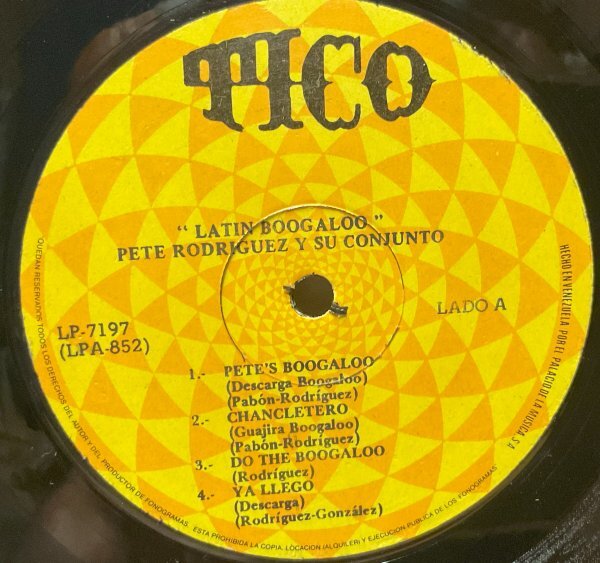 TICO
" LATIN BOOGALOO "
PETE RODRIGUEZ Y SU CONJUNTO
LADO A
LP-7197
(LPA-852)
1.- PETE'S BOOGALOO
(Descarga Boogaloo)
(Pabón-Rodríguez)
2.- CHANCLETERO
(Guajira Boogaloo)
(Pabón-Rodríguez)
3.- DO THE BOOGALOO
(Rodríguez)
4.- YA LLEGO
(Descarga)
(Rodríguez-González)
QUEDAN RESERVADOS TODOS LOS DERECHOS DEL AUTOR Y DEL PRODUCTOR DE FONOGRAMAS. ESTA PROHIBIDA LA COPIA, LOCACION (ALQUILER) Y EJECUCION PUBLICA DE LOS FONOGRAMAS
HECHO EN VENEZUELA POR EL PALACIO DE LA MUSICA S.A.